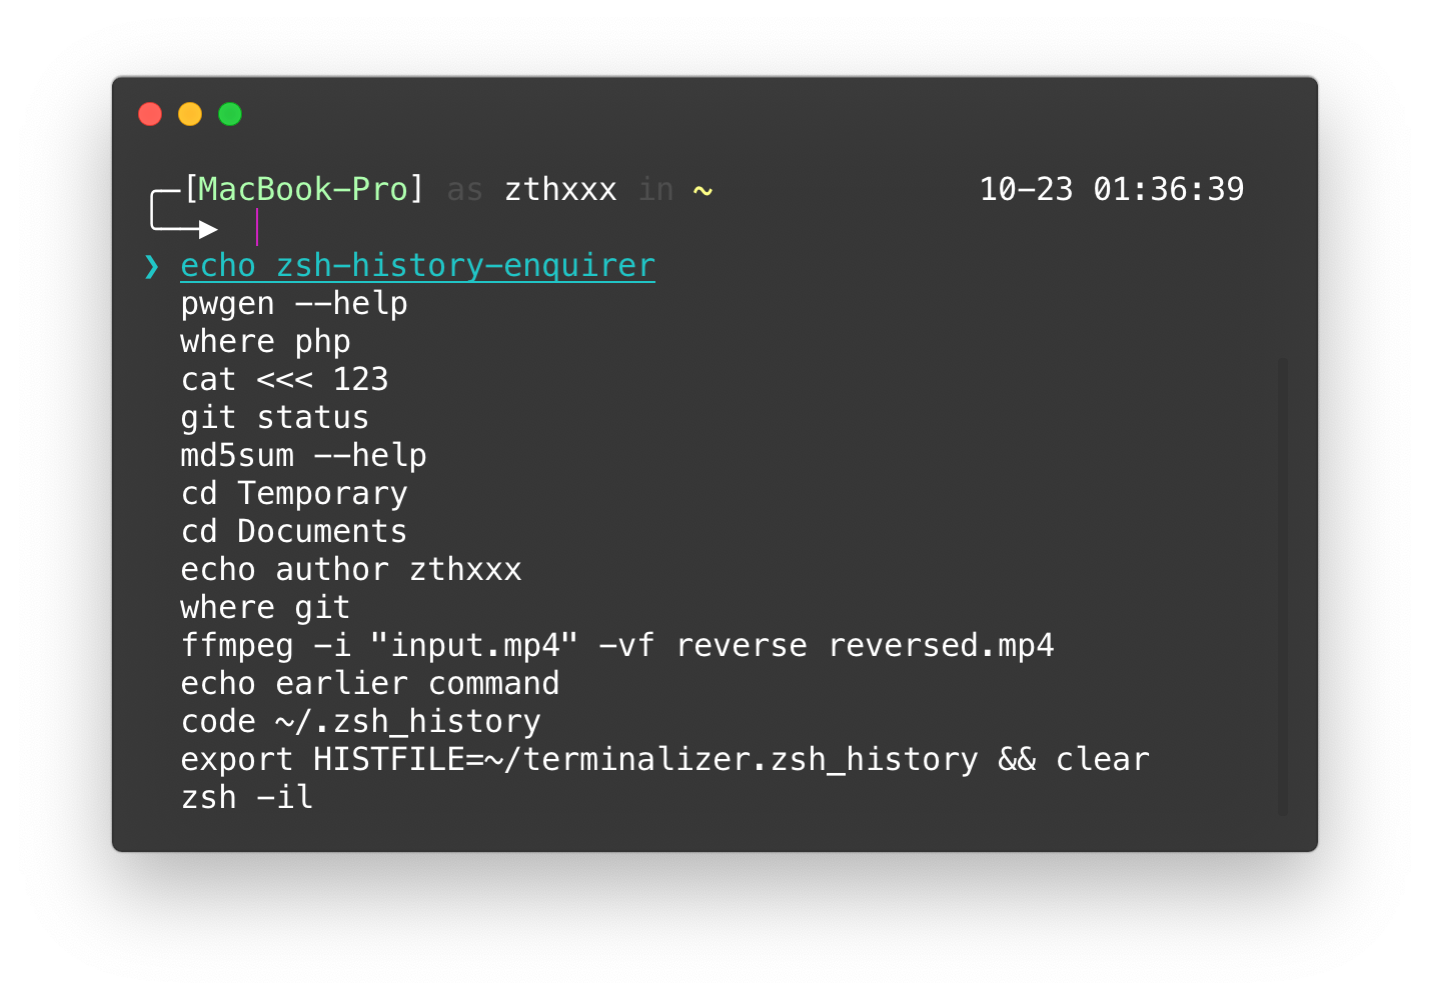 [MacBook-Pro] as zthxxx in ~ 10-23 01:36:39
❯ echo zsh-history-enquirer
pwgen --help
where php
cat <<< 123
git status
md5sum --help
cd Temporary
cd Documents
echo author zthxxx
where git
ffmpeg -i "input.mp4" -vf reverse reversed.mp4
echo earlier command
code ~/.zsh_history
export HISTFILE=~/terminalizer.zsh_history && clear
zsh -il